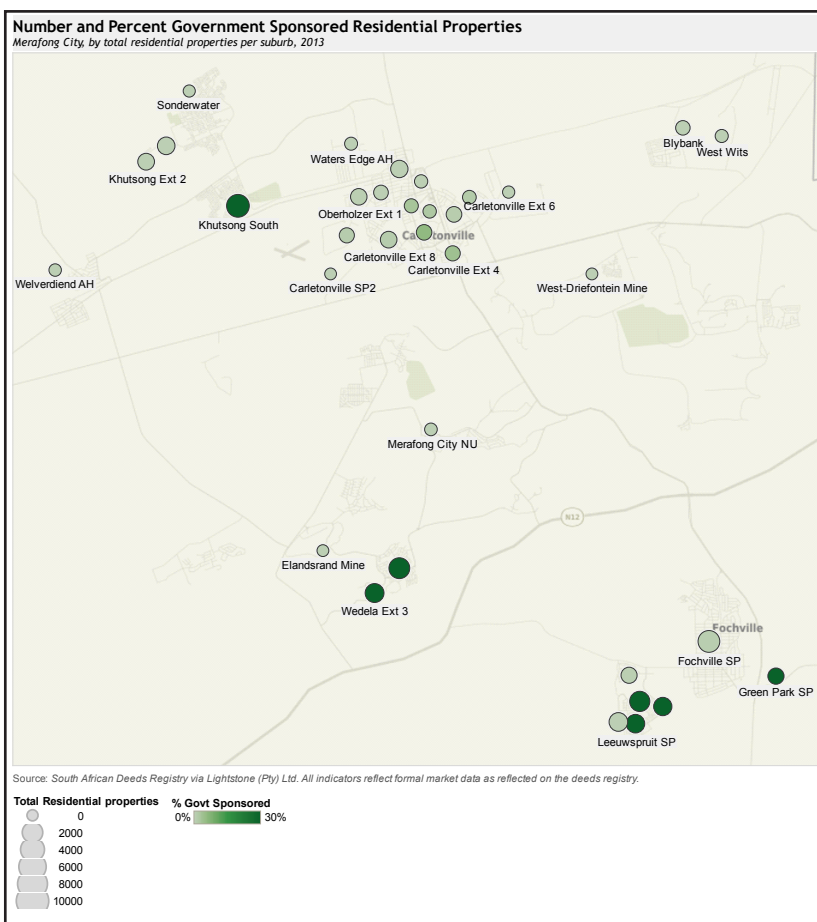 Number and Percent Government Sponsored Residential Properties
Merafong City, by total residential properties per suburb, 2013
Sonderwater
Blybank
West Wits
Waters Edge AH
Khutsong Ext 2
Carletonville Ext 6
Oberholzer Ext 1
Khutsong South
Ca tonville
Carletonville Ext 8
Carletonville Ext 4
Welverdiend AH
Carletonville SP2
West-Driefontein Mine
Merafong City NU
N12
Elandsrand Mine
Wedela Ext 3
Fochville
Fochville SP
Green Park SP
Leeuwspruit SP
Source: South African Deeds Registry via Lightstone (Pty) Ltd. All indicators reflect formal market data as reflected on the deeds registry.
Total Residential properties
% Govt Sponsored
0
0%
30%
2000
4000
6000
8000
10000